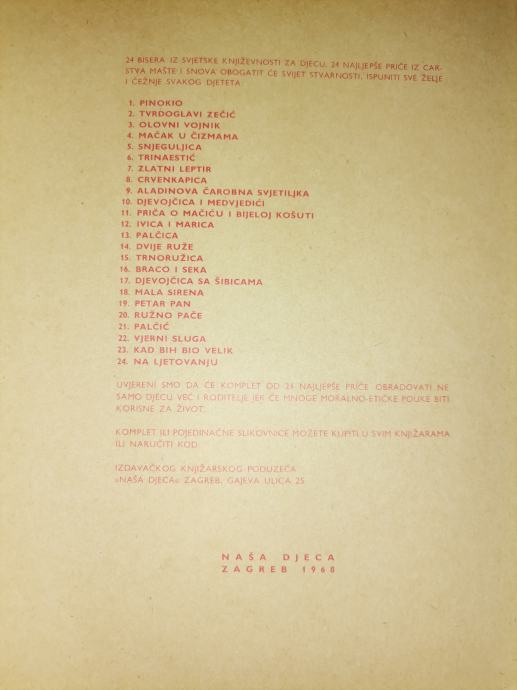 24 BISERA IZ SVJETSKE KNJIŽEVNOSTI ZA DJECU, 24 NAJLJEPŠE PRIČE IZ CAR-
STVA MAŠTE I SNOVA OBOGATIT ĆE SVIJET STVARNOSTI, ISPUNITI SVE ŽELJE
I ČEŽNJE SVAKOG DJETETA:
1. PINOKIO
2. TVRDOGLAVI ZEČIĆ
3. OLOVNI VOJNIK
4. MAČAK U ČIZMAMA
5. SNJEGULJICA
6. TRINAESTIĆ
7. ZLATNI LEPTIR
8. CRVENKAPICA
9. ALADINOVA ČAROBNA SVJETILJKA
10. DJEVOJČICA I MEDVJEDIĆI
11. PRIČA O MAČIĆU I BIJELOJ KOŠUTI
12. IVICA I MARICA
13. PALČICA
14. DVIJE RUŽE
15. TRNORUŽICA
16. BRACO I SEKA
17. DJEVOJČICA SA ŠIBICAMA
18. MALA SIRENA
19. PETAR PAN
20. RUŽNO PAČE
21. PALČIĆ
22. VJERNI SLUGA
23. KAD BIH BIO VELIK
24. NA LJETOVANJU
UVJERENI SMO DA ĆE KOMPLET OD 24 NAJLJEPŠE PRIČE OBRADOVATI NE
SAMO DJECU VEĆ I RODITELJE JER ĆE MNOGE MORALNO-ETIČKE POUKE BITI
KORISNE ZA ŽIVOT.
KOMPLET ILI POJEDINAČNE SLIKOVNICE MOŽETE KUPITI U SVIM KNJIŽARAMA
ILI NARUČITI KOD:
IZDAVAČKOG KNJIŽARSKOG PODUZEĆA
»NAŠA DJECA« ZAGREB, GAJEVA ULICA 25
NAŠA DJECA
ZAGREB 1968